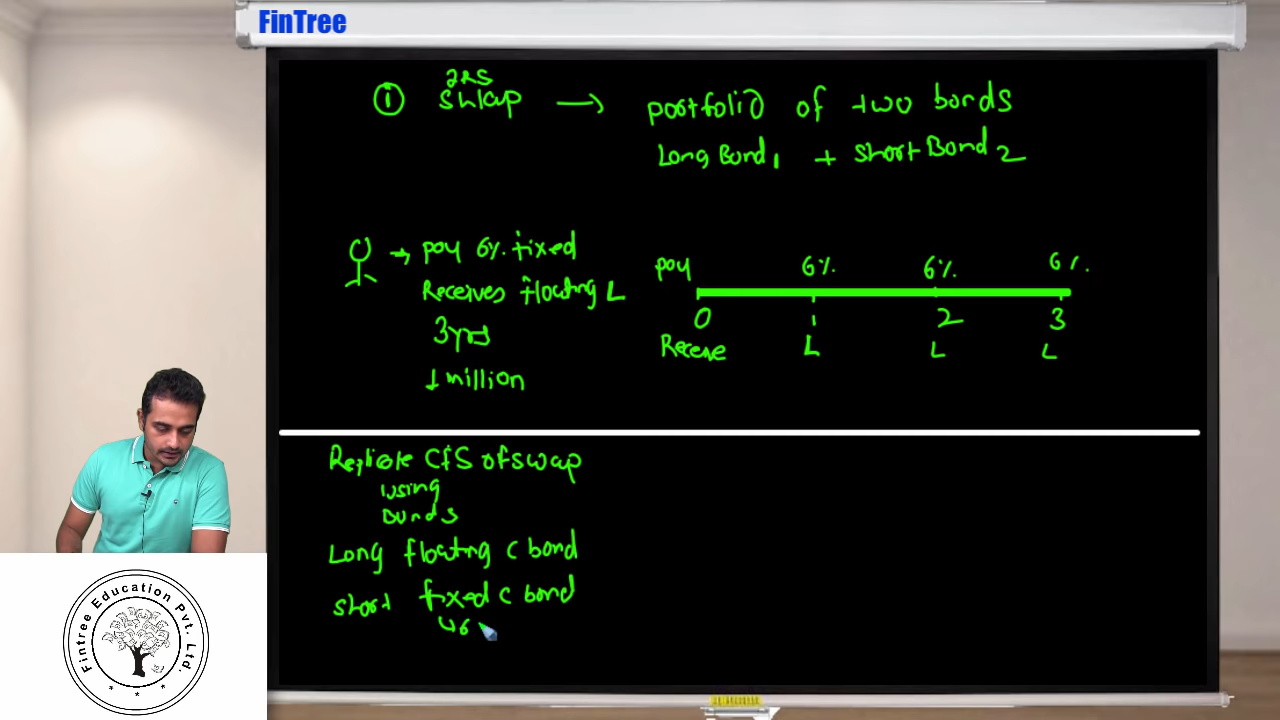 FinTree
① IRS swap → portfolio of two bonds
Long Bond 1 + short Bond 2
→ pay 6% fixed
Receives floating L
3yrs
1 million
pay 6% 6% 6%
0 1 2 3
Receive L L L
Replicate CFS of swap
using
bonds
Long floating c bond
short fixed c bond
↳ 6
Fintree Education Pvt. Ltd.
* * *